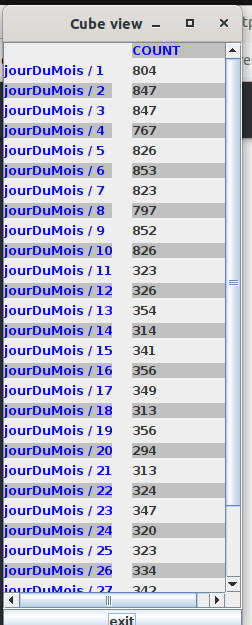 Cube view
COUNT
jourDuMois / 1 804
jourDuMois / 2 847
jourDuMois / 3 847
jourDuMois / 4 767
jourDuMois / 5 826
jourDuMois / 6 853
jourDuMois / 7 823
jourDuMois / 8 797
jourDuMois / 9 852
jourDuMois / 10 826
jourDuMois / 11 323
jourDuMois / 12 326
jourDuMois / 13 354
jourDuMois / 14 314
jourDuMois / 15 341
jourDuMois / 16 356
jourDuMois / 17 349
jourDuMois / 18 313
jourDuMois / 19 356
jourDuMois / 20 294
jourDuMois / 21 313
jourDuMois / 22 324
jourDuMois / 23 347
jourDuMois / 24 320
jourDuMois / 25 323
jourDuMois / 26 334
jourDuMois / 27 342
exit